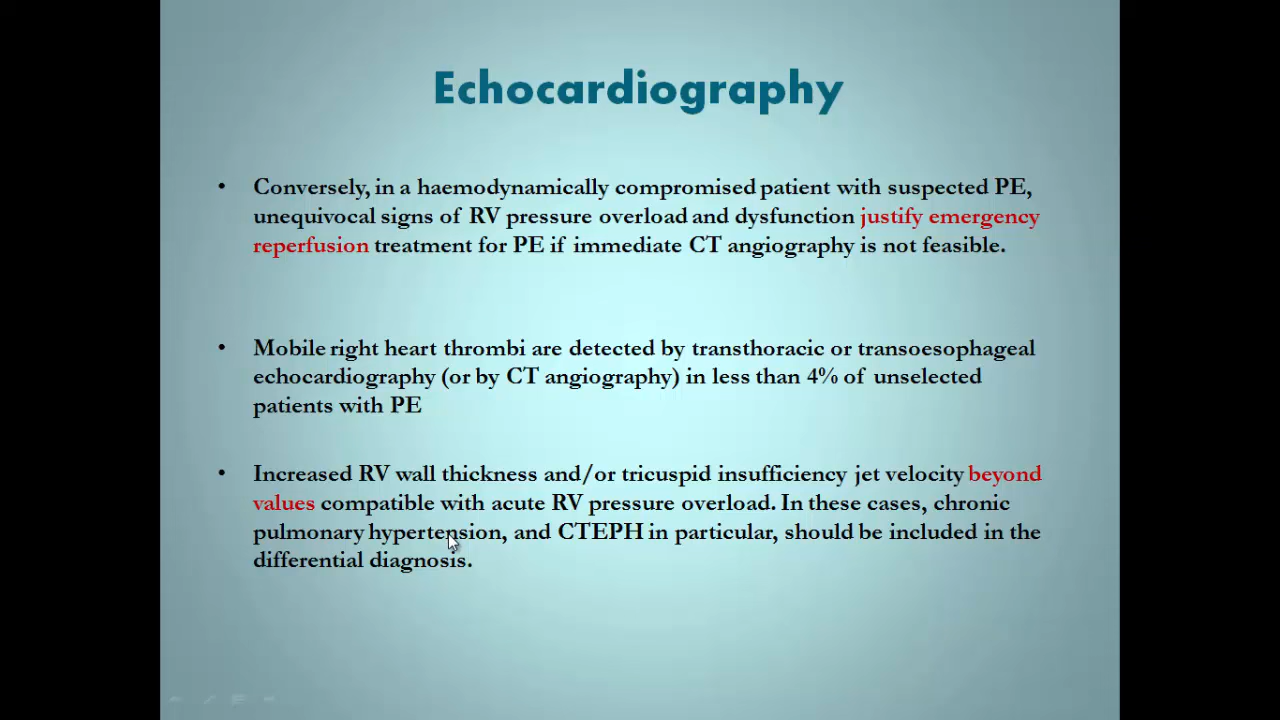 Echocardiography
• Conversely, in a haemodynamically compromised patient with suspected PE,
unequivocal signs of RV pressure overload and dysfunction justify emergency
reperfusion treatment for PE if immediate CT angiography is not feasible.
• Mobile right heart thrombi are detected by transthoracic or transoesophageal
echocardiography (or by CT angiography) in less than 4% of unselected
patients with PE
• Increased RV wall thickness and/or tricuspid insufficiency jet velocity beyond
values compatible with acute RV pressure overload. In these cases, chronic
pulmonary hypertension, and CTEPH in particular, should be included in the
differential diagnosis.